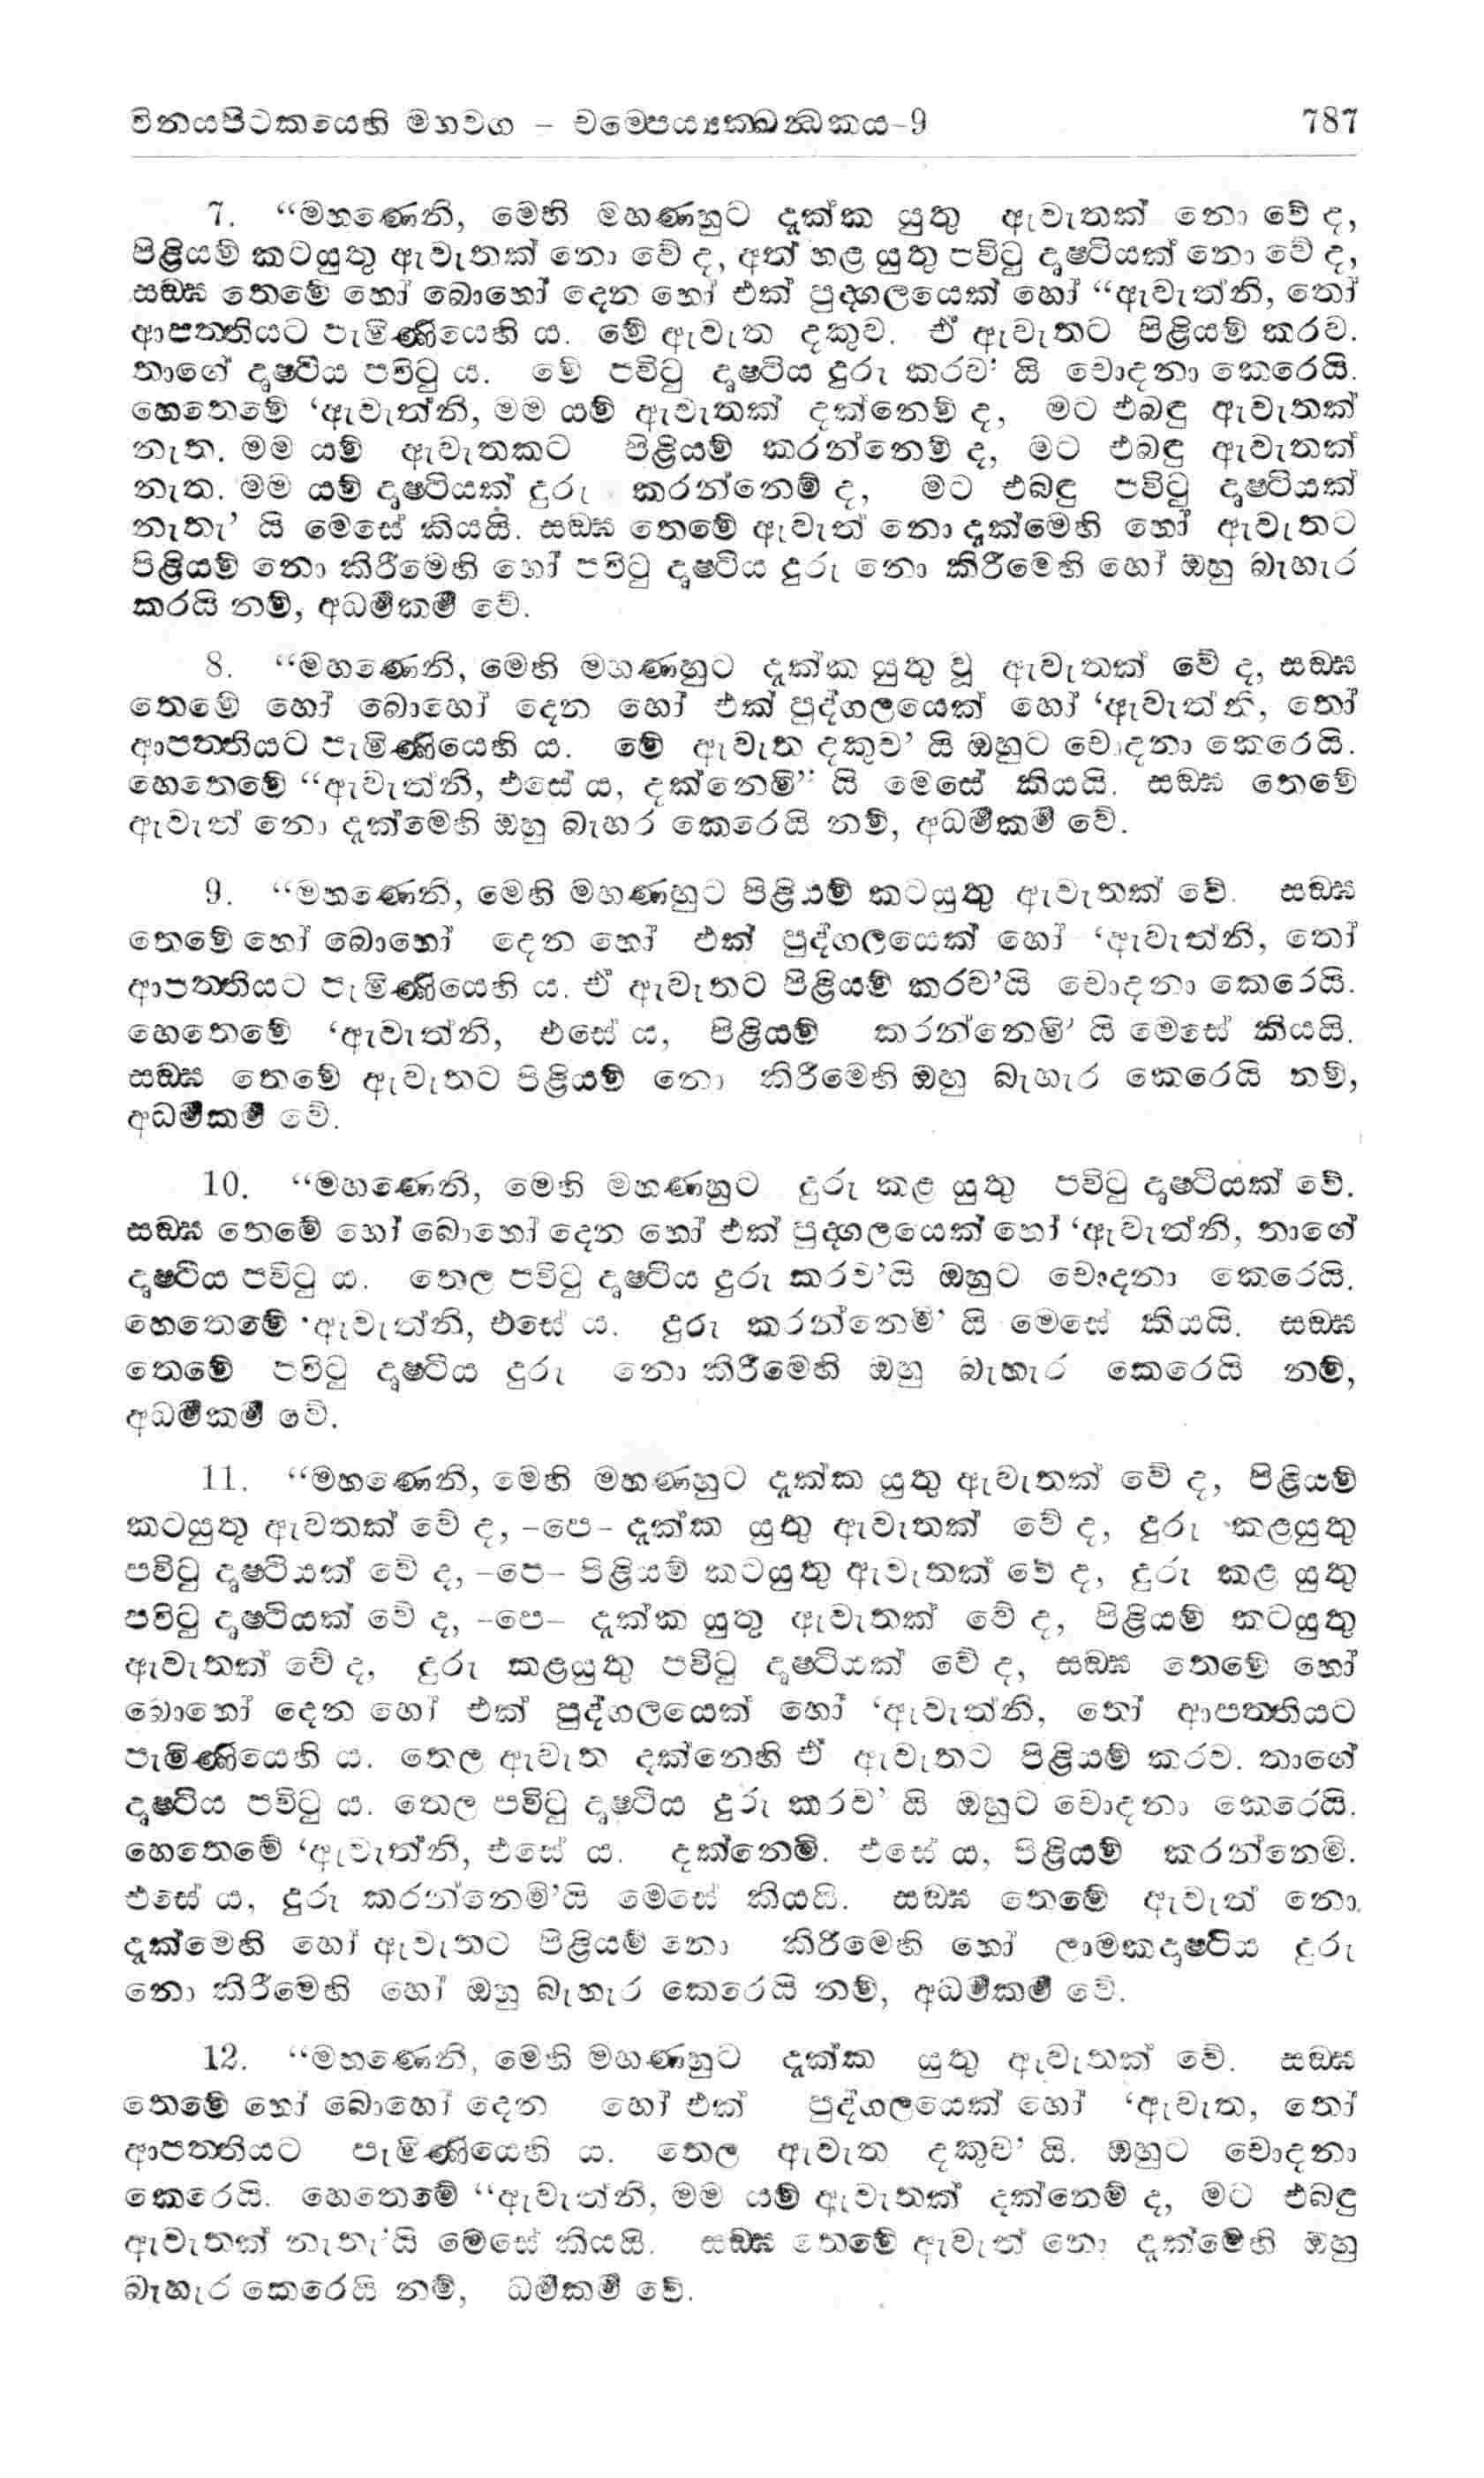 විනයපිටකයෙහි මහවග – චම්පෙය්‍යක්ඛන්ධකය-9 787
7. “මහණෙනි, මෙහි මහණහුට දැක්ක යුතු ඇවැතක් නො වේ ද,
පිළියම් කටයුතු ඇවැතක් නො වේ ද, අත් හළ යුතු පවිටු දෘෂ්ටියක් නො වේ ද,
සඞ්ඝ තෙමේ හෝ බොහෝ දෙන හෝ එක් පුද්ගලයෙක් හෝ “ඇවැත්නි, තෝ
ආපත්තියට පැමිණියෙහි ය. මේ ඇවැත දකුව. ඒ ඇවැතට පිළියම් කරව.
තාගේ දෘෂ්ටිය පවිටු ය. මේ පවිටු දෘෂ්ටිය දුරු කරව’ යි චොදනා කෙරෙයි.
හෙතෙමේ ‘ඇවැත්නි, මම යම් ඇවැතක් දක්නෙම් ද, මට එබඳු ඇවැතක්
නැත. මම යම් ඇවැතකට පිළියම් කරන්නෙම් ද, මට එබඳු ඇවැතක්
නැත. මම යම් දෘෂ්ටියක් දුරු කරන්නෙම් ද, මට එබඳු පවිටු දෘෂ්ටියක්
නැතැ’ යි මෙසේ කියයි. සඞ්ඝ තෙමේ ඇවැත් නො දැක්මෙහි හෝ ඇවැතට
පිළියම් නො කිරීමෙහි හෝ පවිටු දෘෂ්ටිය දුරු නො කිරීමෙහි හෝ ඔහු බැහැර
කරයි නම්, අධර්මකර්ම වේ.
8. “මහණෙනි, මෙහි මහණහුට දැක්ක යුතු වූ ඇවැතක් වේ ද, සඞ්ඝ
තෙමේ හෝ බොහෝ දෙන හෝ එක් පුද්ගලයෙක් හෝ ‘ඇවැත්නි, තෝ
ආපත්තියට පැමිණියෙහි ය. මේ ඇවැත දකුව’ යි ඔහුට චොදනා කෙරෙයි.
හෙතෙමේ “ඇවැත්නි, එසේ ය, දක්නෙමි” යි මෙසේ කියයි. සඞ්ඝ තෙමේ
ඇවැත් නො දැක්මෙහි ඔහු බැහර කෙරෙයි නම්, අධර්මකර්ම වේ.
9. “මහණෙනි, මෙහි මහණහුට පිළියම් කටයුතු ඇවැතක් වේ. සඞ්ඝ
තෙමේ හෝ බොහෝ දෙන හෝ එක් පුද්ගලයෙක් හෝ ‘ඇවැත්නි, තෝ
ආපත්තියට පැමිණියෙහි ය. ඒ ඇවැතට පිළියම් කරව’යි චොදනා කෙරෙයි.
හෙතෙමේ ‘ඇවැත්නි, එසේ ය, පිළියම් කරන්නෙමි’ යි මෙසේ කියයි.
සඞ්ඝ තෙමේ ඇවැතට පිළියම් නො කිරීමෙහි ඔහු බැහැර කෙරෙයි නම්,
අධර්මකර්ම වේ.
10. “මහණෙනි, මෙහි මහණහුට දුරු කළ යුතු පවිටු දෘෂ්ටියක් වේ.
සඞ්ඝ තෙමේ හෝ බොහෝ දෙන හෝ එක් පුද්ගලයෙක් හෝ ‘ඇවැත්නි, තාගේ
දෘෂ්ටිය පවිටු ය. තෙල පවිටු දෘෂ්ටිය දුරු කරව’යි ඔහුට චොදනා කෙරෙයි.
හෙතෙමේ ‘ඇවැත්නි, එසේ ය. දුරු කරන්නෙමි’ යි මෙසේ කියයි. සඞ්ඝ
තෙමේ පවිටු දෘෂ්ටිය දුරු නො කිරීමෙහි ඔහු බැහැර කෙරෙයි නම්,
අධර්මකර්ම වේ.
11. “මහණෙනි, මෙහි මහණහුට දැක්ක යුතු ඇවැතක් වේ ද, පිළියම්
කටයුතු ඇවතක් වේ ද, –පෙ– දැක්ක යුතු ඇවැතක් වේ ද, දුරු කළයුතු
පවිටු දෘෂ්ටියක් වේ ද, –පෙ– පිළියම් කටයුතු ඇවැතක් වේ ද, දුරු කළ යුතු
පවිටු දෘෂ්ටියක් වේ ද, –පෙ– දැක්ක යුතු ඇවැතක් වේ ද, පිළියම් කටයුතු
ඇවැතක් වේ ද, දුරු කළයුතු පවිටු දෘෂ්ටියක් වේ ද, සඞ්ඝ තෙමේ හෝ
බොහෝ දෙන හෝ එක් පුද්ගලයෙක් හෝ ‘ඇවැත්නි, තෝ ආපත්තියට
පැමිණියෙහි ය. තෙල ඇවැත දක්නෙහි ඒ ඇවැතට පිළියම් කරව. තාගේ
දෘෂ්ටිය පවිටු ය. තෙල පවිටු දෘෂ්ටිය දුරු කරව’ යි ඔහුට චොදනා කෙරෙයි.
හෙතෙමේ ‘ඇවැත්නි, එසේ ය. දක්නෙමි. එසේ ය, පිළියම් කරන්නෙමි.
එසේ ය, දුරු කරන්නෙමි’යි මෙසේ කියයි. සඞ්ඝ තෙමේ ඇවැත් නො
දැක්මෙහි හෝ ඇවැතට පිළියම් නො කිරීමෙහි හෝ ලාමකදෘෂ්ටිය දුරු
නො කිරීමෙහි හෝ ඔහු බැහැර කෙරෙයි නම්, අධර්මකර්ම වේ.
12. “මහණෙනි, මෙහි මහණහුට දැක්ක යුතු ඇවැතක් වේ. සඞ්ඝ
තෙමේ හෝ බොහෝ දෙන හෝ එක් පුද්ගලයෙක් හෝ ‘ඇවැත, තෝ
ආපත්තියට පැමිණියෙහි ය. තෙල ඇවැත දකුව’ යි. ඔහුට චොදනා
කෙරෙයි. හෙතෙමේ “ඇවැත්නි, මම යම් ඇවැතක් දක්නෙම් ද, මට එබඳු
ඇවැතක් නැතැ’යි මෙසේ කියයි. සඞ්ඝ තෙමේ ඇවැත් නො දැක්මෙහි ඔහු
බැහැර කෙරෙයි නම්, ධර්මකර්ම වේ.